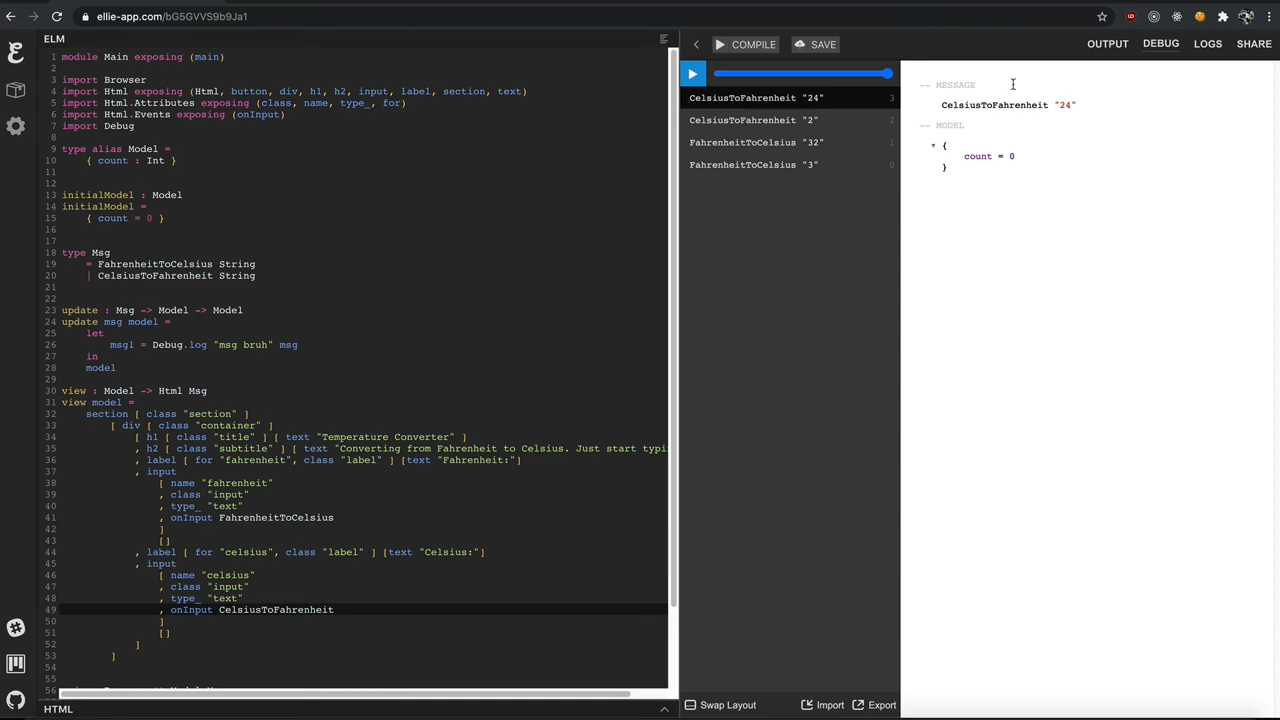 ellie-app.com/bG5GVVS9b9Ja1
ELM
COMPILE
SAVE
OUTPUT
DEBUG
LOGS
SHARE
1 module Main exposing (main)
2
3 import Browser
4 import Html exposing (Html, button, div, h1, h2, input, label, section, text)
5 import Html.Attributes exposing (class, name, type_, for)
6 import Html.Events exposing (onInput)
7 import Debug
8
9 type alias Model =
10 { count : Int }
11
12
13 initialModel : Model
14 initialModel =
15 { count = 0 }
16
17
18 type Msg
19 = FahrenheitToCelsius String
20 | CelsiusToFahrenheit String
21
22
23 update : Msg -> Model -> Model
24 update msg model =
25 let
26 msg1 = Debug.log "msg bruh" msg
27 in
28 model
29
30 view : Model -> Html Msg
31 view model =
32 section [ class "section" ]
33 [ div [ class "container" ]
34 [ h1 [ class "title" ] [ text "Temperature Converter" ]
35 , h2 [ class "subtitle" ] [ text "Converting from Fahrenheit to Celsius. Just start typi
36 , label [ for "fahrenheit", class "label" ] [text "Fahrenheit:"]
37 , input
38 [ name "fahrenheit"
39 , class "input"
40 , type_ "text"
41 , onInput FahrenheitToCelsius
42 ]
43 []
44 , label [ for "celsius", class "label" ] [text "Celsius:"]
45 , input
46 [ name "celsius"
47 , class "input"
48 , type_ "text"
49 , onInput CelsiusToFahrenheit
50 ]
51 []
52 ]
53 ]
54
55
56
HTML
CelsiusToFahrenheit "24" 3
CelsiusToFahrenheit "2" 2
FahrenheitToCelsius "32" 1
FahrenheitToCelsius "3" 0
Swap Layout
Import
Export
-- MESSAGE
CelsiusToFahrenheit "24"
-- MODEL
{
count = 0
}